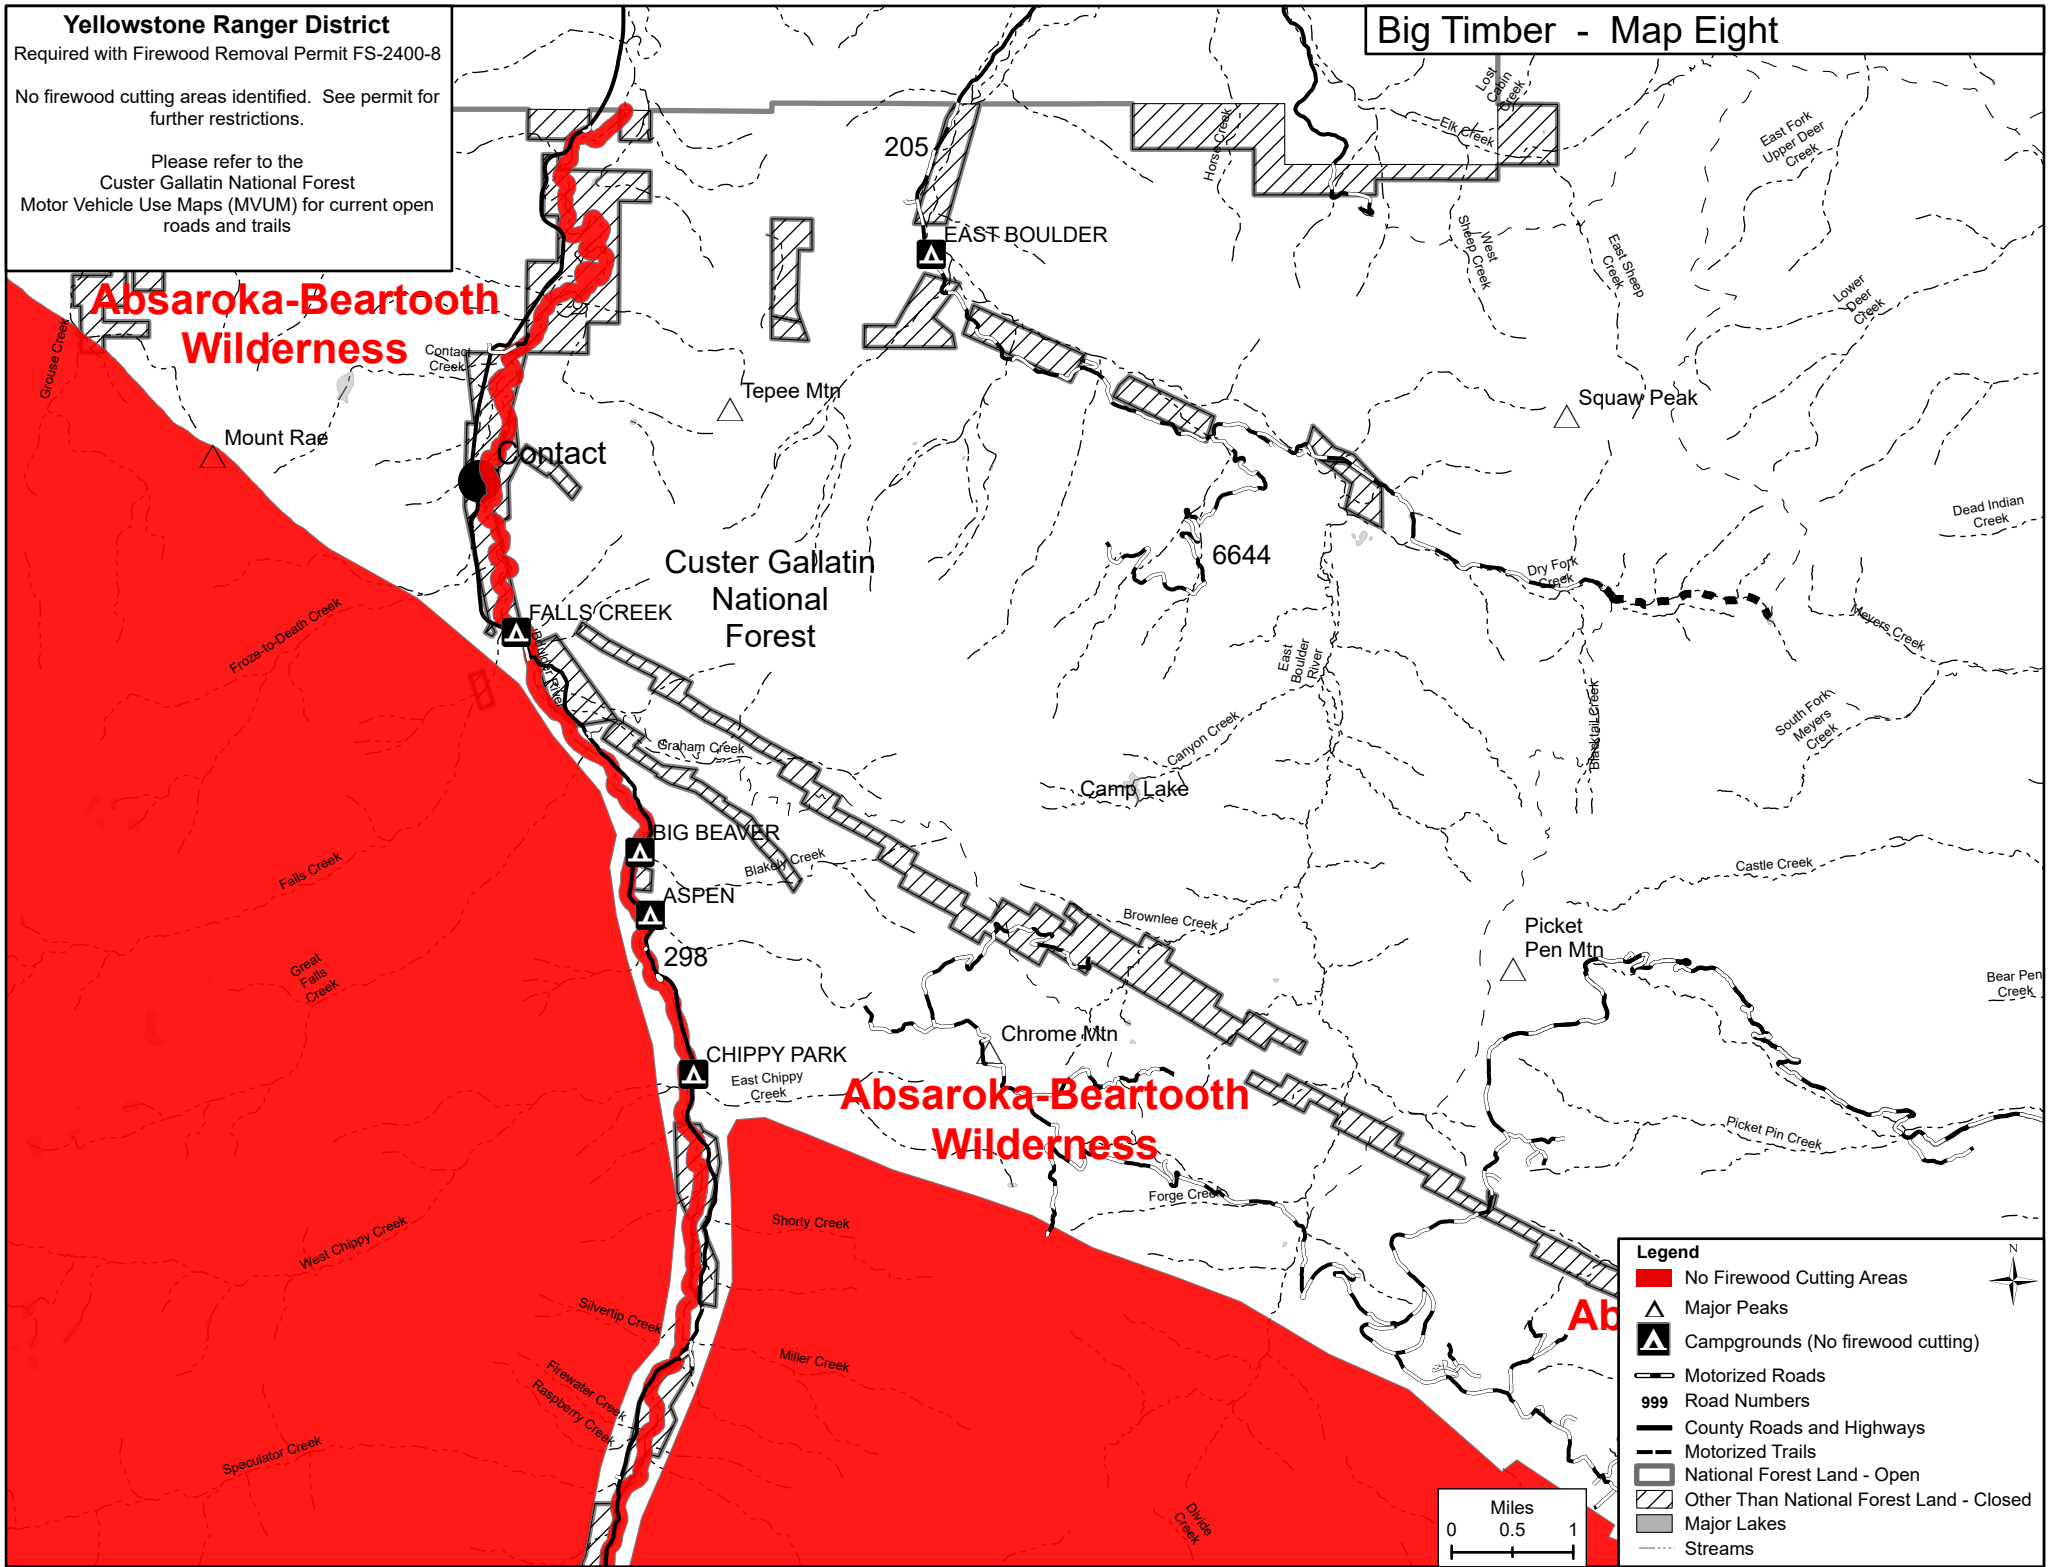 Yellowstone Ranger District
Required with Firewood Removal Permit FS-2400-8
No firewood cutting areas identified.  See permit for
further restrictions.
Please refer to the
Custer Gallatin National Forest
Motor Vehicle Use Maps (MVUM) for current open
roads and trails
Big Timber  -  Map Eight
Lost
Cabin
Creek
Elk Creek
East Fork
Upper Deer
Creek
205
Horse Creek
EAST BOULDER
West
Sheep Creek
East Sheep
Creek
Lower
Deer
Creek
Absaroka-Beartooth
Wilderness
Grouse Creek
Contact
Creek
Tepee Mtn
Squaw Peak
Mount Rae
Contact
Dead Indian
Creek
Custer Gallatin
National
Forest
6644
Dry Fork
Creek
Froze-to-Death Creek
FALLS CREEK
Meyers Creek
Boulder River
East
Boulder
River
Blacktail Creek
South Fork
Meyers
Creek
Graham Creek
Canyon Creek
Camp Lake
BIG BEAVER
Blakely Creek
Falls Creek
Castle Creek
ASPEN
Brownlee Creek
Picket
Pen Mtn
298
Great
Falls
Creek
Bear Pen
Creek
Chrome Mtn
CHIPPY PARK
East Chippy
Creek
Absaroka-Beartooth
Wilderness
Picket Pin Creek
Forge Creek
West Chippy Creek
Shorty Creek
Silvertip Creek
Miller Creek
Firewater Creek
Raspberry Creek
Speculator Creek
Divide
Creek
Ab
Legend
N
No Firewood Cutting Areas
Major Peaks
Campgrounds (No firewood cutting)
Motorized Roads
999 Road Numbers
County Roads and Highways
Motorized Trails
National Forest Land - Open
Other Than National Forest Land - Closed
Major Lakes
Streams
Miles
0 0.5 1